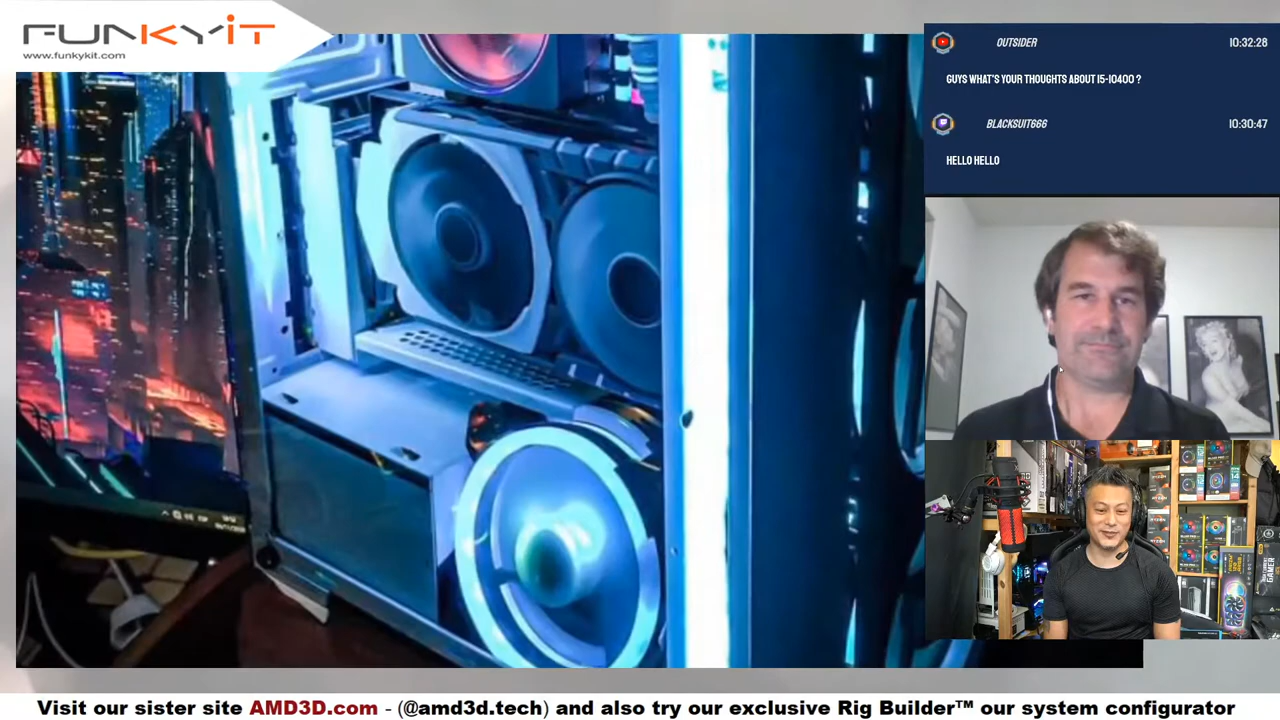 FUNKYiT
www.funkykit.com
OUTSIDER 10:32:28
GUYS WHAT'S YOUR THOUGHTS ABOUT I5-10400 ?
BLACKSUIT666 10:30:47
HELLO HELLO
RYZEN
GAMER
Visit our sister site AMD3D.com - (@amd3d.tech) and also try our exclusive Rig Builder™ our system configurator